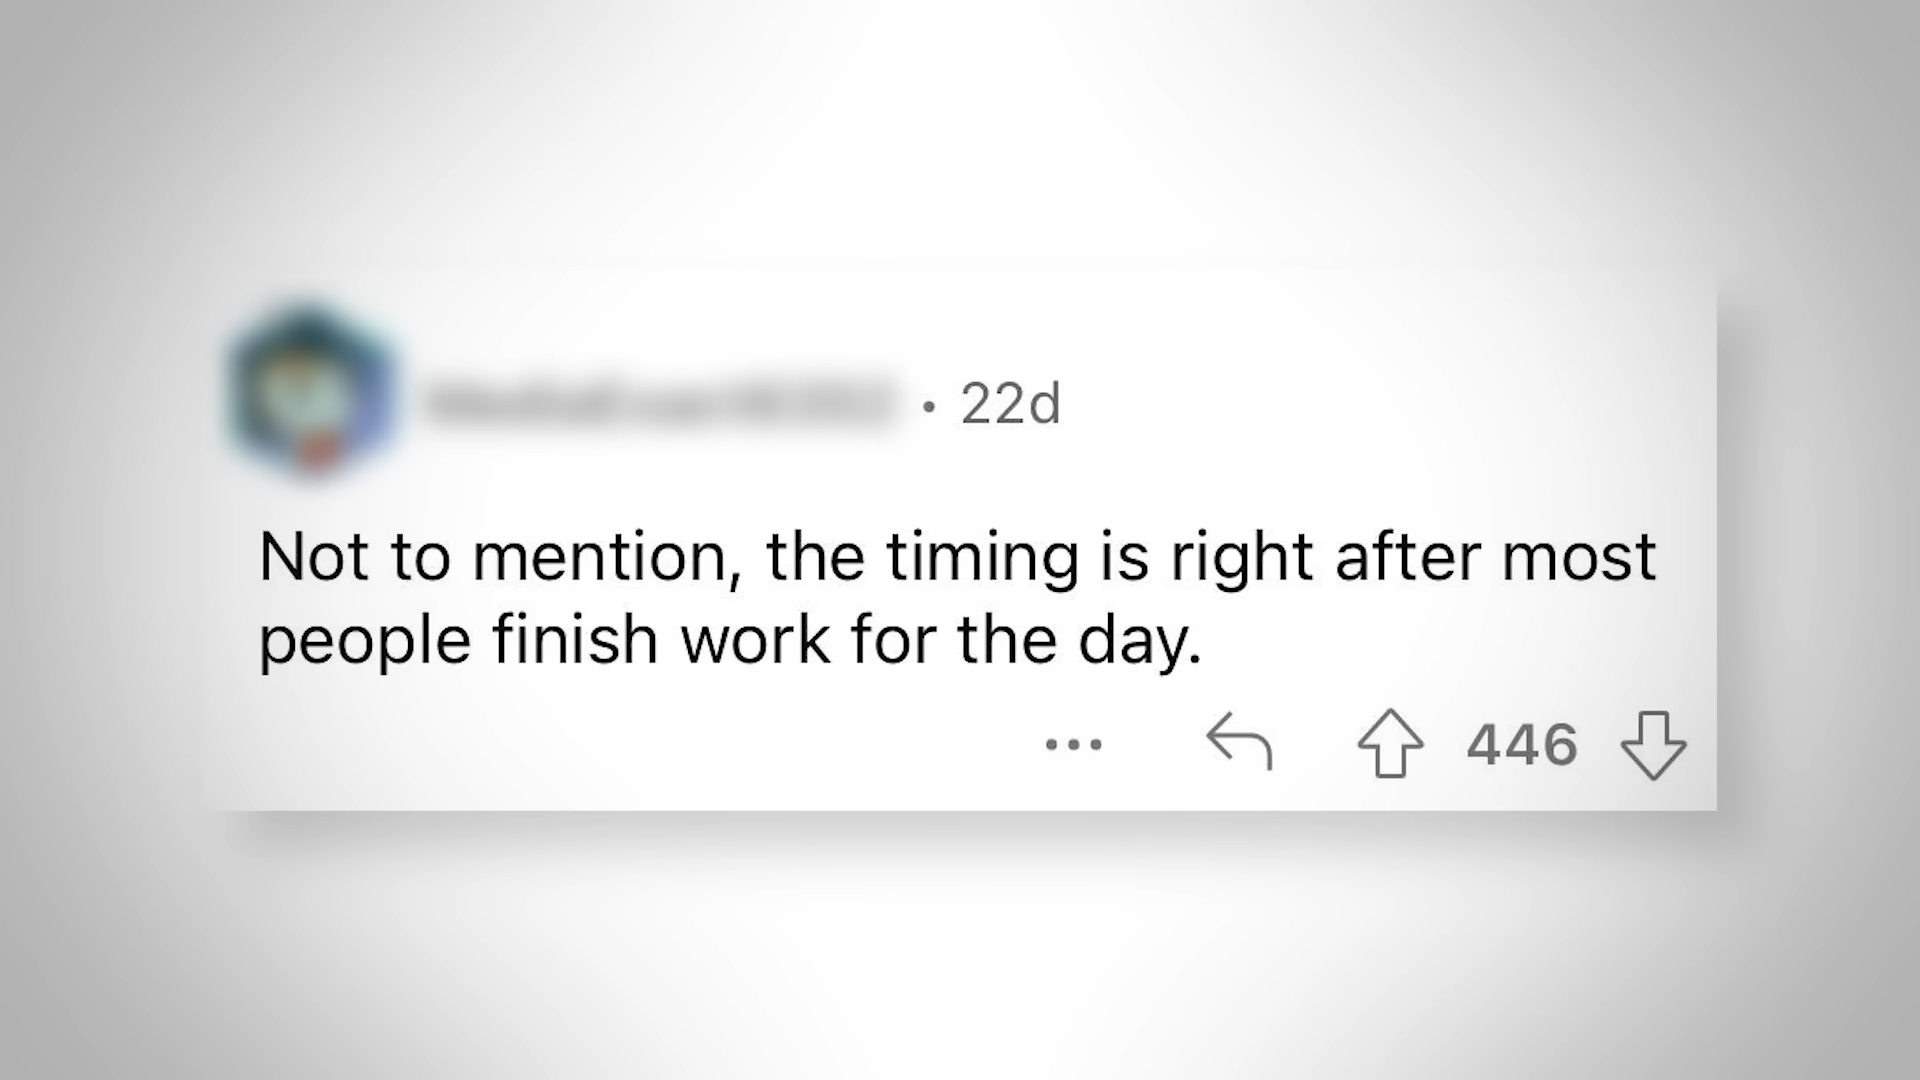 • 22d
Not to mention, the timing is right after most
people finish work for the day.
446